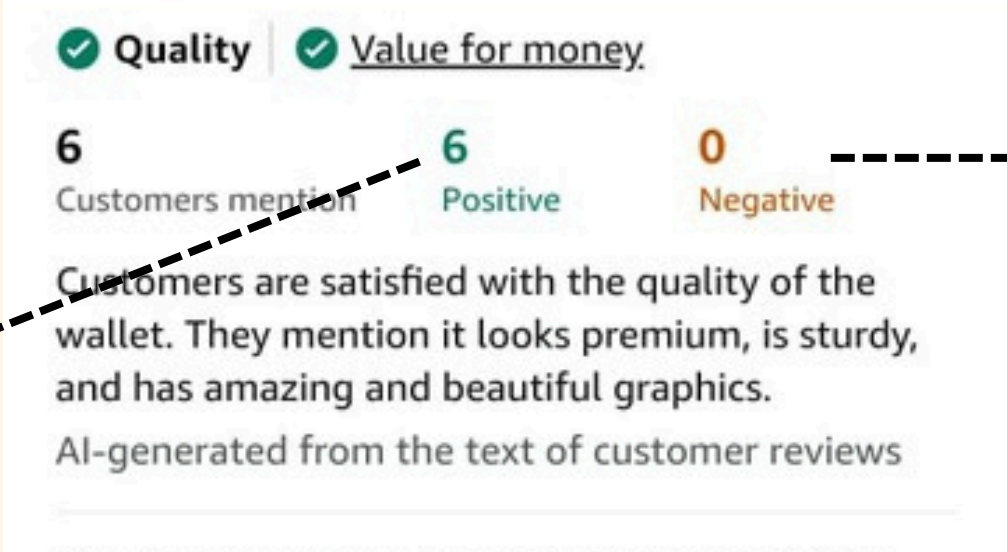 Quality Value for money
6 6 0
Customers mention Positive Negative
Customers are satisfied with the quality of the
wallet. They mention it looks premium, is sturdy,
and has amazing and beautiful graphics.
AI-generated from the text of customer reviews